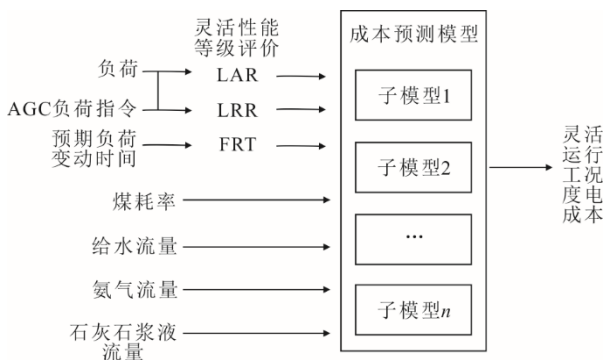 灵活性能
等级评价
成本预测模型
负荷
LAR
子模型1
AGC负荷指令
LRR
预期负荷
变动时间
FRT
子模型2
灵活
运行
工况
度电
成本
煤耗率
给水流量
...
氨气流量
子模型n
石灰石浆液
流量